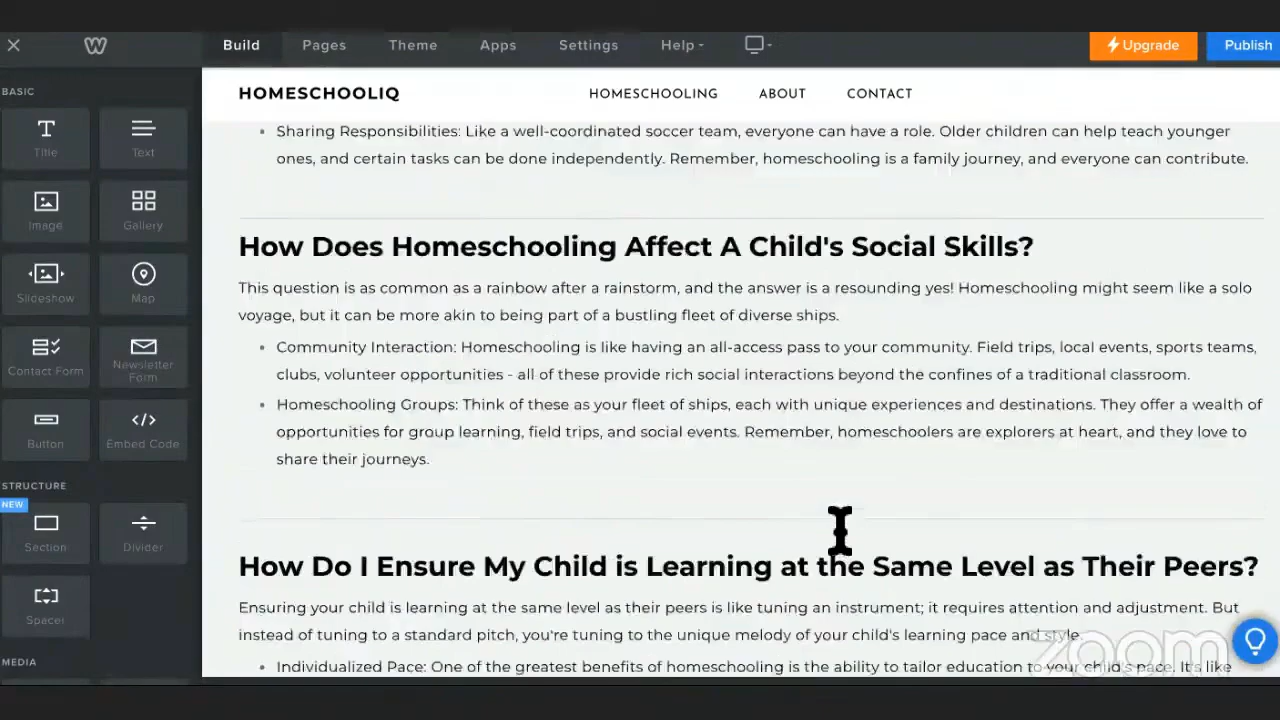 Build Pages Theme Apps Settings Help Upgrade Publish
BASIC
Title Text
Image Gallery
Slideshow Map
Contact Form Newsletter Form
Button Embed Code
STRUCTURE
NEW
Section Divider
Spacer
MEDIA
HOMESCHOOLIQ HOMESCHOOLING ABOUT CONTACT
Sharing Responsibilities: Like a well-coordinated soccer team, everyone can have a role. Older children can help teach younger
ones, and certain tasks can be done independently. Remember, homeschooling is a family journey, and everyone can contribute.
How Does Homeschooling Affect A Child's Social Skills?
This question is as common as a rainbow after a rainstorm, and the answer is a resounding yes! Homeschooling might seem like a solo
voyage, but it can be more akin to being part of a bustling fleet of diverse ships.
Community Interaction: Homeschooling is like having an all-access pass to your community. Field trips, local events, sports teams,
clubs, volunteer opportunities - all of these provide rich social interactions beyond the confines of a traditional classroom.
Homeschooling Groups: Think of these as your fleet of ships, each with unique experiences and destinations. They offer a wealth of
opportunities for group learning, field trips, and social events. Remember, homeschoolers are explorers at heart, and they love to
share their journeys.
How Do I Ensure My Child is Learning at the Same Level as Their Peers?
Ensuring your child is learning at the same level as their peers is like tuning an instrument; it requires attention and adjustment. But
instead of tuning to a standard pitch, you're tuning to the unique melody of your child's learning pace and style.
Individualized Pace: One of the greatest benefits of homeschooling is the ability to tailor education to your child's pace. It's like
zoom